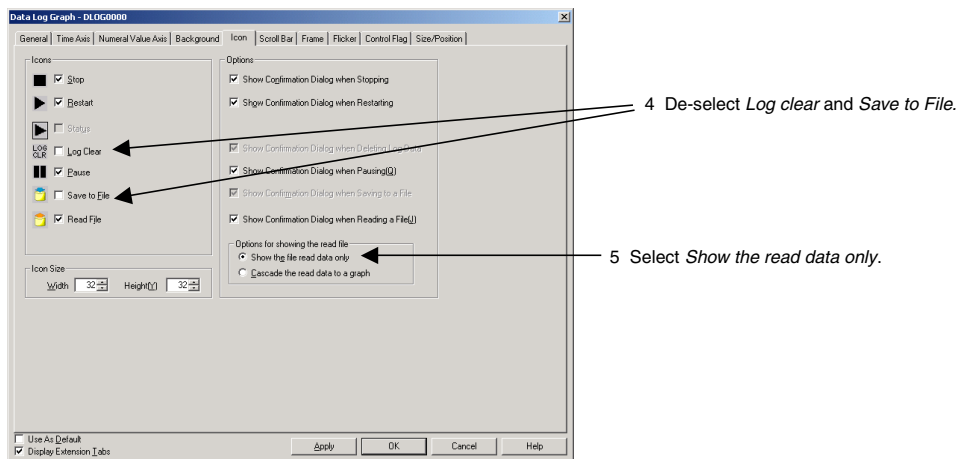 Data Log Graph - DLOG0000
General Time Axis Numeral Value Axis Background Icon Scroll Bar Frame Flicker Control Flag Size/Position
Icons
Stop
Restart
Status
LOG CLR Log Clear
Pause
Save to File
Read File
Icon Size
Width 32 Height(Y) 32
Options
Show Confirmation Dialog when Stopping
Show Confirmation Dialog when Restarting
Show Confirmation Dialog when Deleting Log Data
Show Confirmation Dialog when Pausing(Q)
Show Confirmation Dialog when Saving to a File
Show Confirmation Dialog when Reading a File(J)
Options for showing the read file
Show the file read data only
Cascade the read data to a graph
4 De-select Log clear and Save to File.
5 Select Show the read data only.
Use As Default
Display Extension Tabs
Apply OK Cancel Help